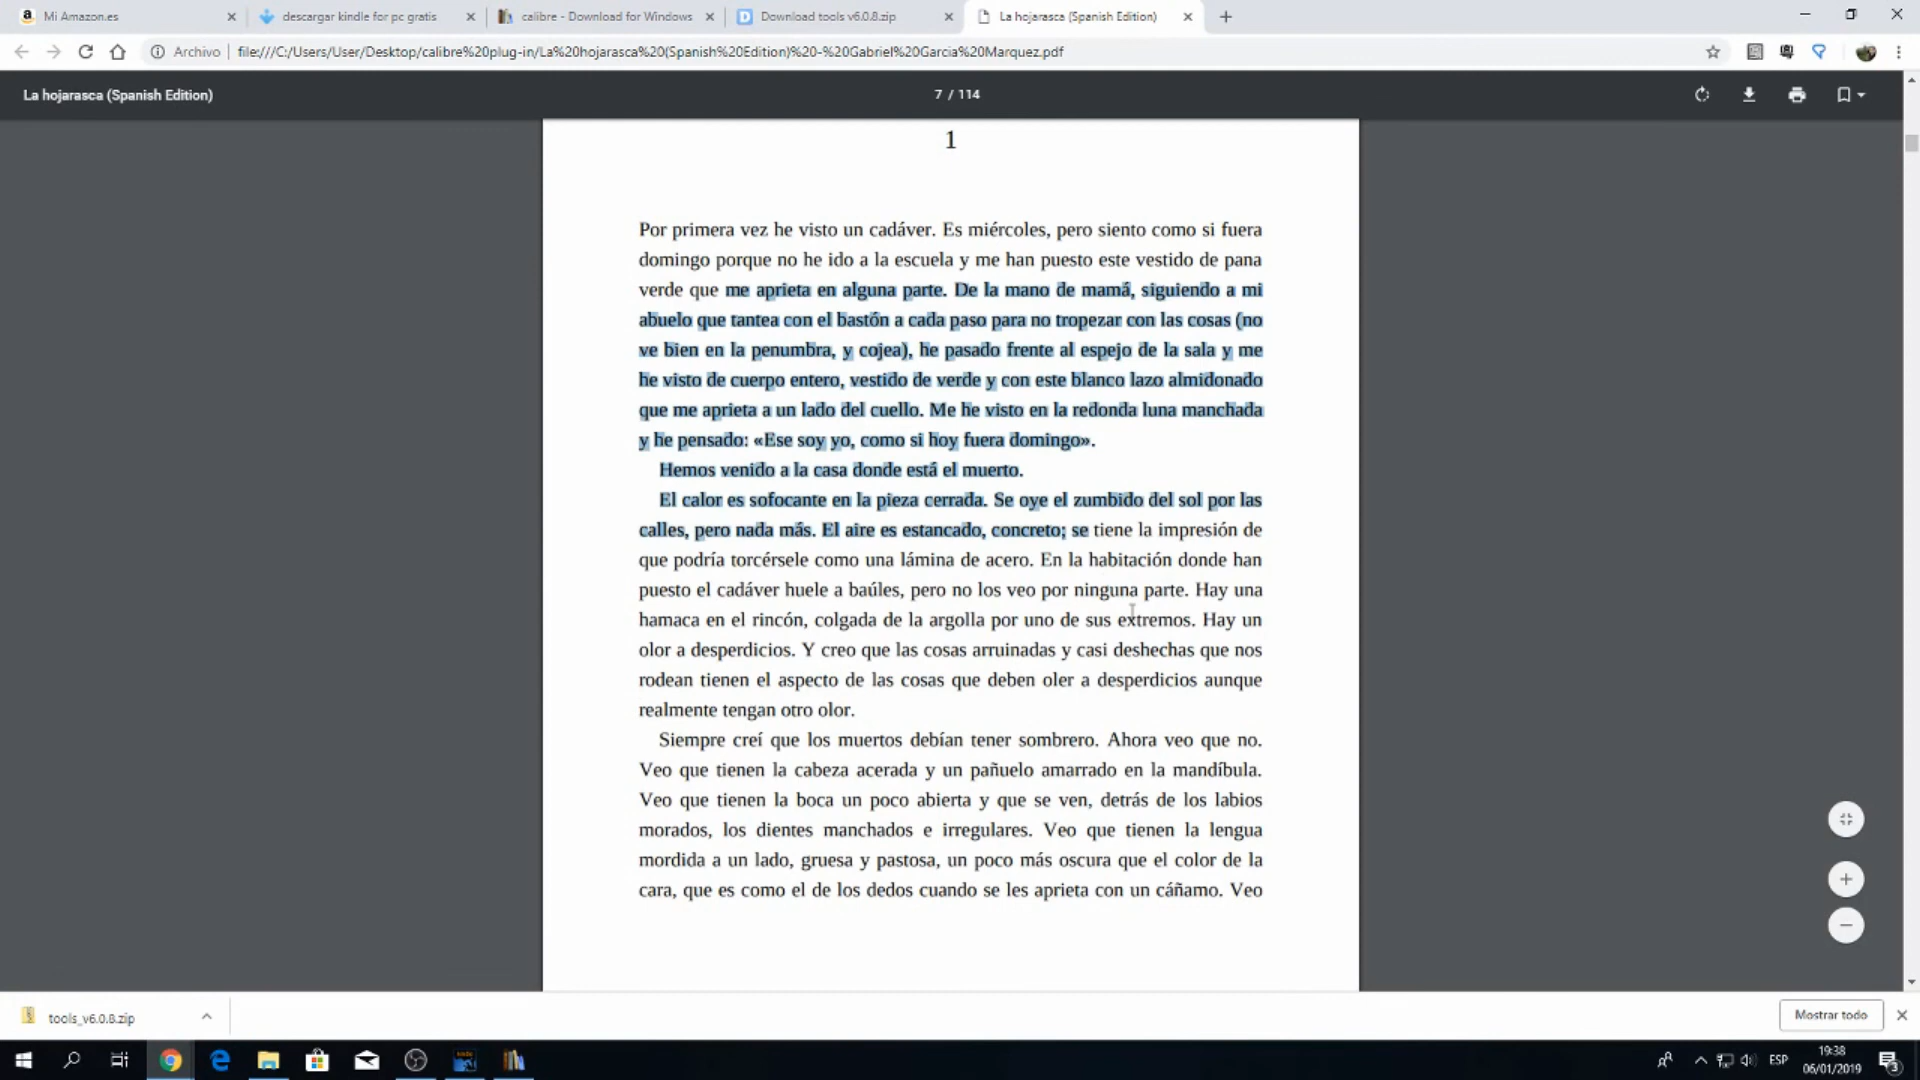 Mi Amazon.es
descargar kindle for pc gratis
calibre - Download for Windows
Download tools v6.0.8.zip
La hojarasca (Spanish Edition)
Archivo | file:///C:/Users/User/Desktop/calibre%20plug-in/La%20hojarasca%20(Spanish%20Edition)%20-%20Gabriel%20Garcia%20Marquez.pdf
La hojarasca (Spanish Edition)
7 / 114
1
Por primera vez he visto un cadáver. Es miércoles, pero siento como si fuera
domingo porque no he ido a la escuela y me han puesto este vestido de pana
verde que me aprieta en alguna parte. De la mano de mamá, siguiendo a mi
abuelo que tantea con el bastón a cada paso para no tropezar con las cosas (no
ve bien en la penumbra, y cojea), he pasado frente al espejo de la sala y me
he visto de cuerpo entero, vestido de verde y con este blanco lazo almidonado
que me aprieta a un lado del cuello. Me he visto en la redonda luna manchada
y he pensado: «Ese soy yo, como si hoy fuera domingo».
Hemos venido a la casa donde está el muerto.
El calor es sofocante en la pieza cerrada. Se oye el zumbido del sol por las
calles, pero nada más. El aire es estancado, concreto; se tiene la impresión de
que podría torcérsele como una lámina de acero. En la habitación donde han
puesto el cadáver huele a baúles, pero no los veo por ninguna parte. Hay una
hamaca en el rincón, colgada de la argolla por uno de sus extremos. Hay un
olor a desperdicios. Y creo que las cosas arruinadas y casi deshechas que nos
rodean tienen el aspecto de las cosas que deben oler a desperdicios aunque
realmente tengan otro olor.
Siempre creí que los muertos debían tener sombrero. Ahora veo que no.
Veo que tienen la cabeza acerada y un pañuelo amarrado en la mandíbula.
Veo que tienen la boca un poco abierta y que se ven, detrás de los labios
morados, los dientes manchados e irregulares. Veo que tienen la lengua
mordida a un lado, gruesa y pastosa, un poco más oscura que el color de la
cara, que es como el de los dedos cuando se les aprieta con un cáñamo. Veo
tools_v6.0.8.zip
Mostrar todo
ESP
19:38
06/01/2019
3